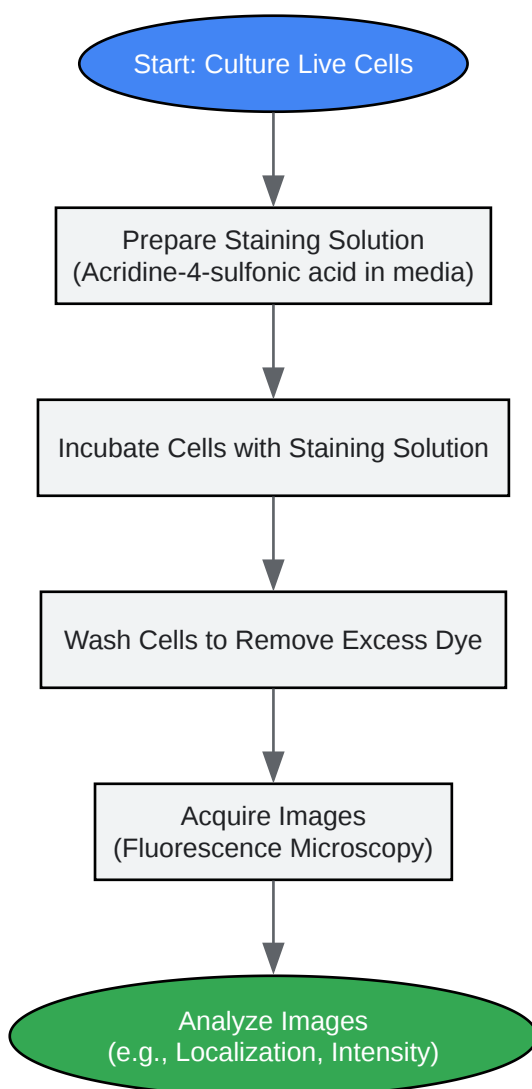 Start: Culture Live Cells
Prepare Staining Solution
(Acridine-4-sulfonic acid in media)
Incubate Cells with Staining Solution
Wash Cells to Remove Excess Dye
Acquire Images
(Fluorescence Microscopy)
Analyze Images
(e.g., Localization, Intensity)